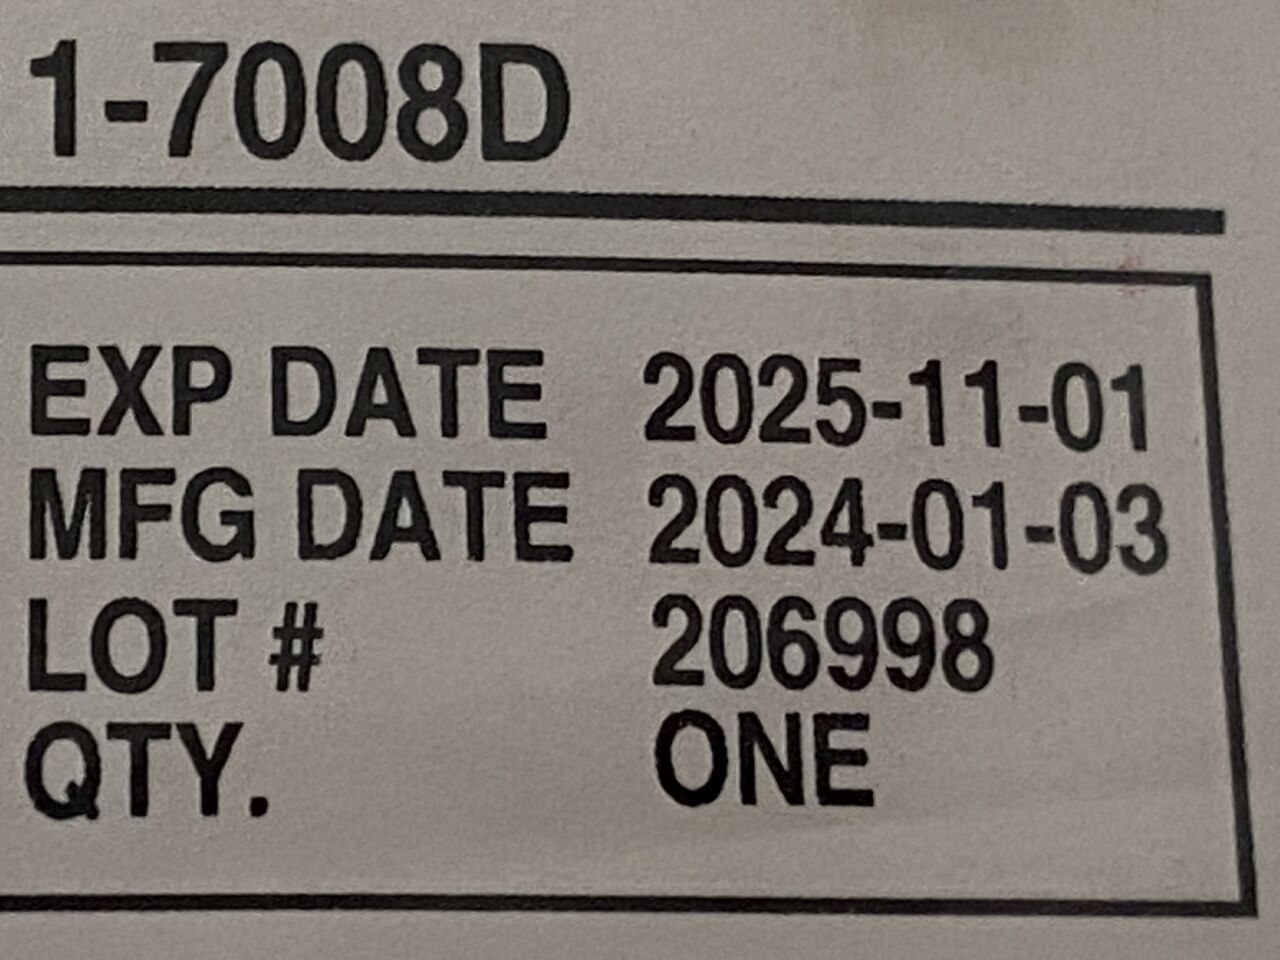 1-7008D
EXP DATE 2025-11-01
MFG DATE 2024-01-03
LOT # 206998
QTY. ONE